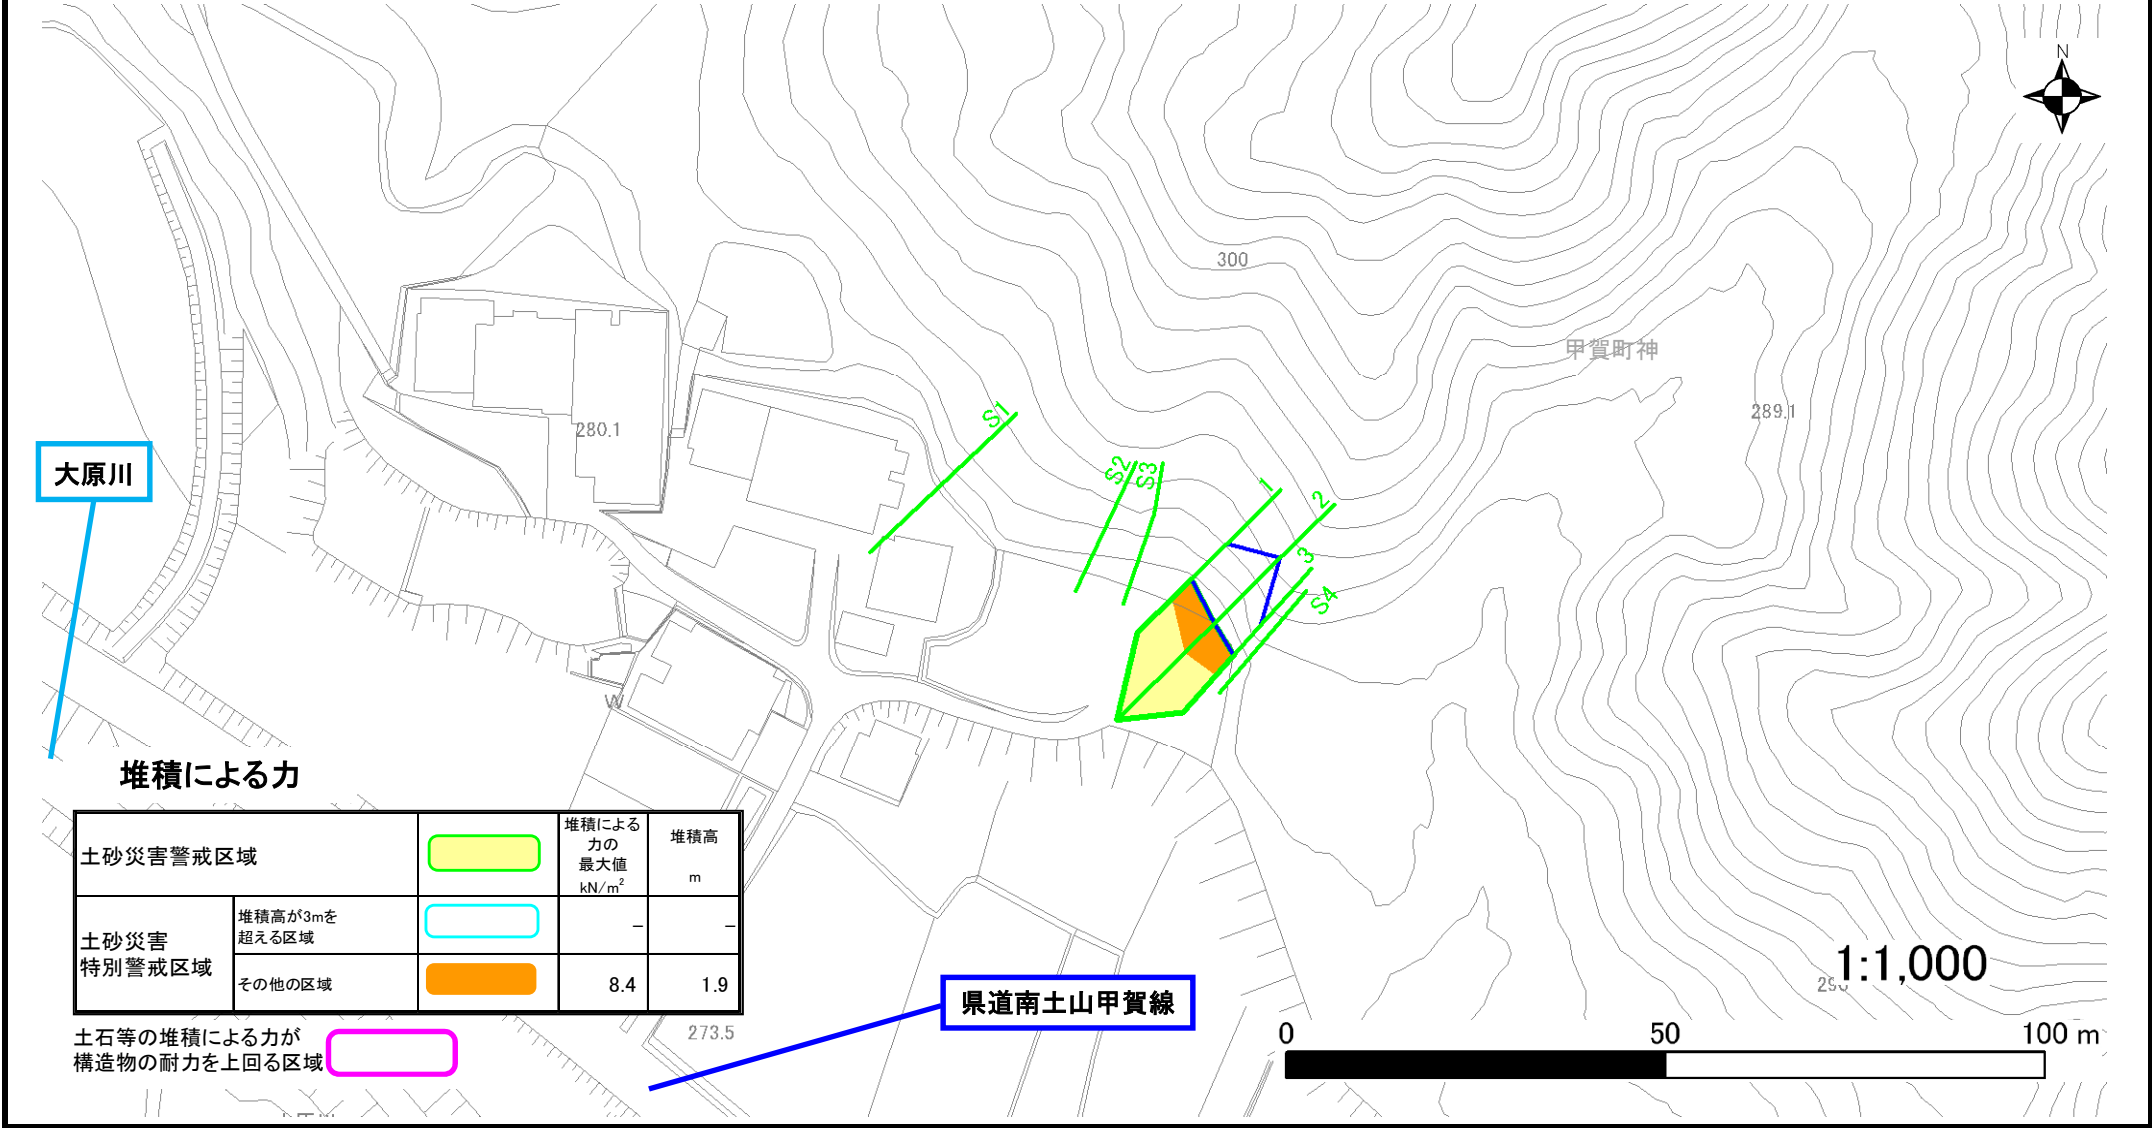 N
300
甲賀町神
289.1
S1
280.1
S2
S3
1
2
3
S4
大原川
W
堆積による力
土砂災害警戒区域
堆積による
力の
最大値
kN/m²
堆積高
m
土砂災害
特別警戒区域
堆積高が3mを
超える区域
－
－
その他の区域
8.4
1.9
土石等の堆積による力が
構造物の耐力を上回る区域
県道南土山甲賀線
273.5
1:1,000
0
50
100 m